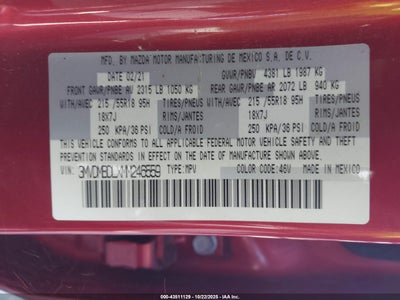 MFD. BY MAZDA MOTOR MANUFACTURING DE MEXICO S.A. DE C.V.
DATE 02/21 GVWR/PNBV 4381 LB 1987 KG
FRONT GAWR/PNBE AV 2315 LB 1050 KG REAR GAWR/PNBE AR 2072 LB 940 KG
WITH/AVEC 215/55R18 95H TIRES/PNEUS WITH/AVEC 215/55R18 95H TIRES/PNEUS
18X7J RIMS/JANTES 18X7J RIMS/JANTES
250 KPA/36 PSI COLD/A FROID 250 KPA/36 PSI COLD/A FROID
THIS VEHICLE CONFORMS TO ALL APPLICABLE FEDERAL MOTOR VEHICLE SAFETY, BUMPER, AND THEFT
PREVENTION STANDARDS IN EFFECT ON THE DATE OF MANUFACTURE SHOWN ABOVE.
VIN: TYPE: MPV COLOR CODE: 46V MADE IN MEXICO
000-43511129 - 10/22/2025 - IAA Inc.